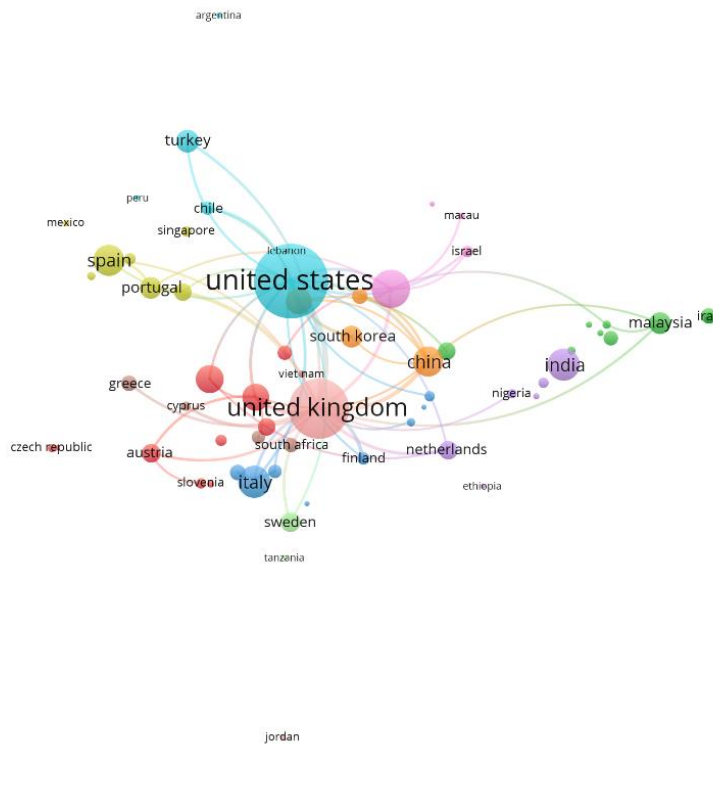 argentina
turkey
peru
chile
mexico
macau
singapore
lebanon
israel
spain
united states
portugal
malaysia
ira
south korea
china
india
viet nam
greece
nigeria
cyprus
united kingdom
south africa
czech republic
austria
netherlands
finland
slovenia
italy
ethiopia
sweden
tanzania
jordan